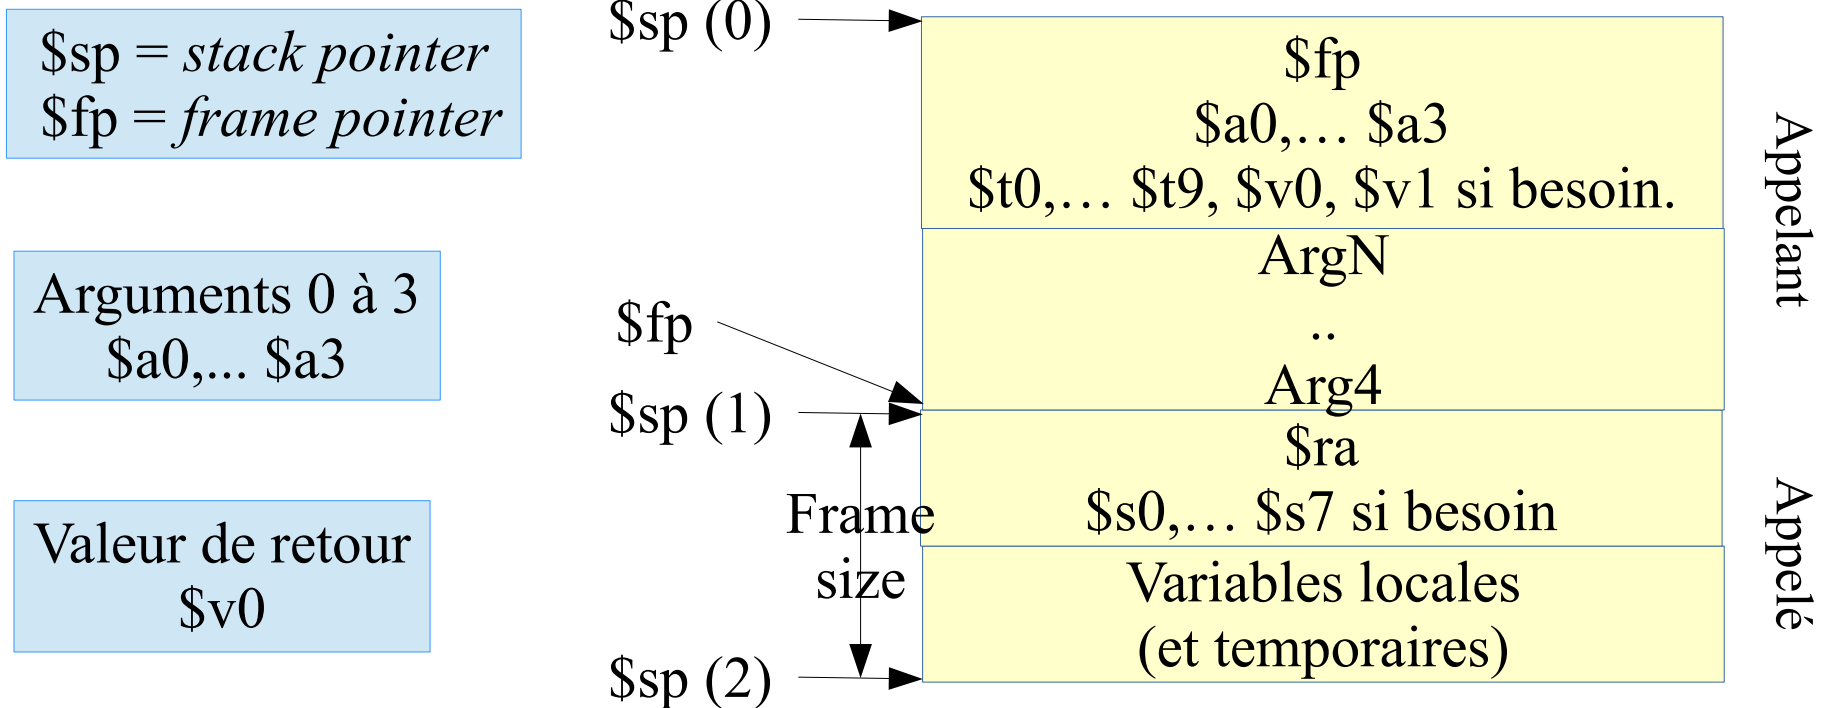 $sp = stack pointer
$fp = frame pointer
Arguments 0 à 3
$a0,... $a3
Valeur de retour
$v0
$sp (0)
$fp
$sp (1)
Frame
size
$sp (2)
$fp
$a0,… $a3
$t0,… $t9, $v0, $v1 si besoin.
ArgN
..
Arg4
$ra
$s0,… $s7 si besoin
Variables locales
(et temporaires)
Appelant
Appelé